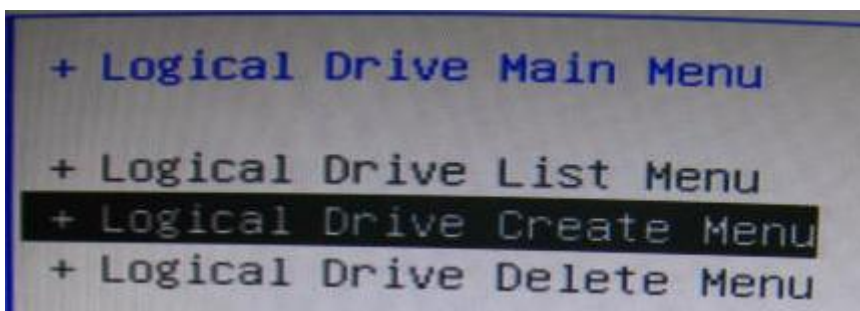 + Logical Drive Main Menu
+ Logical Drive List Menu
+ Logical Drive Create Menu
+ Logical Drive Delete Menu